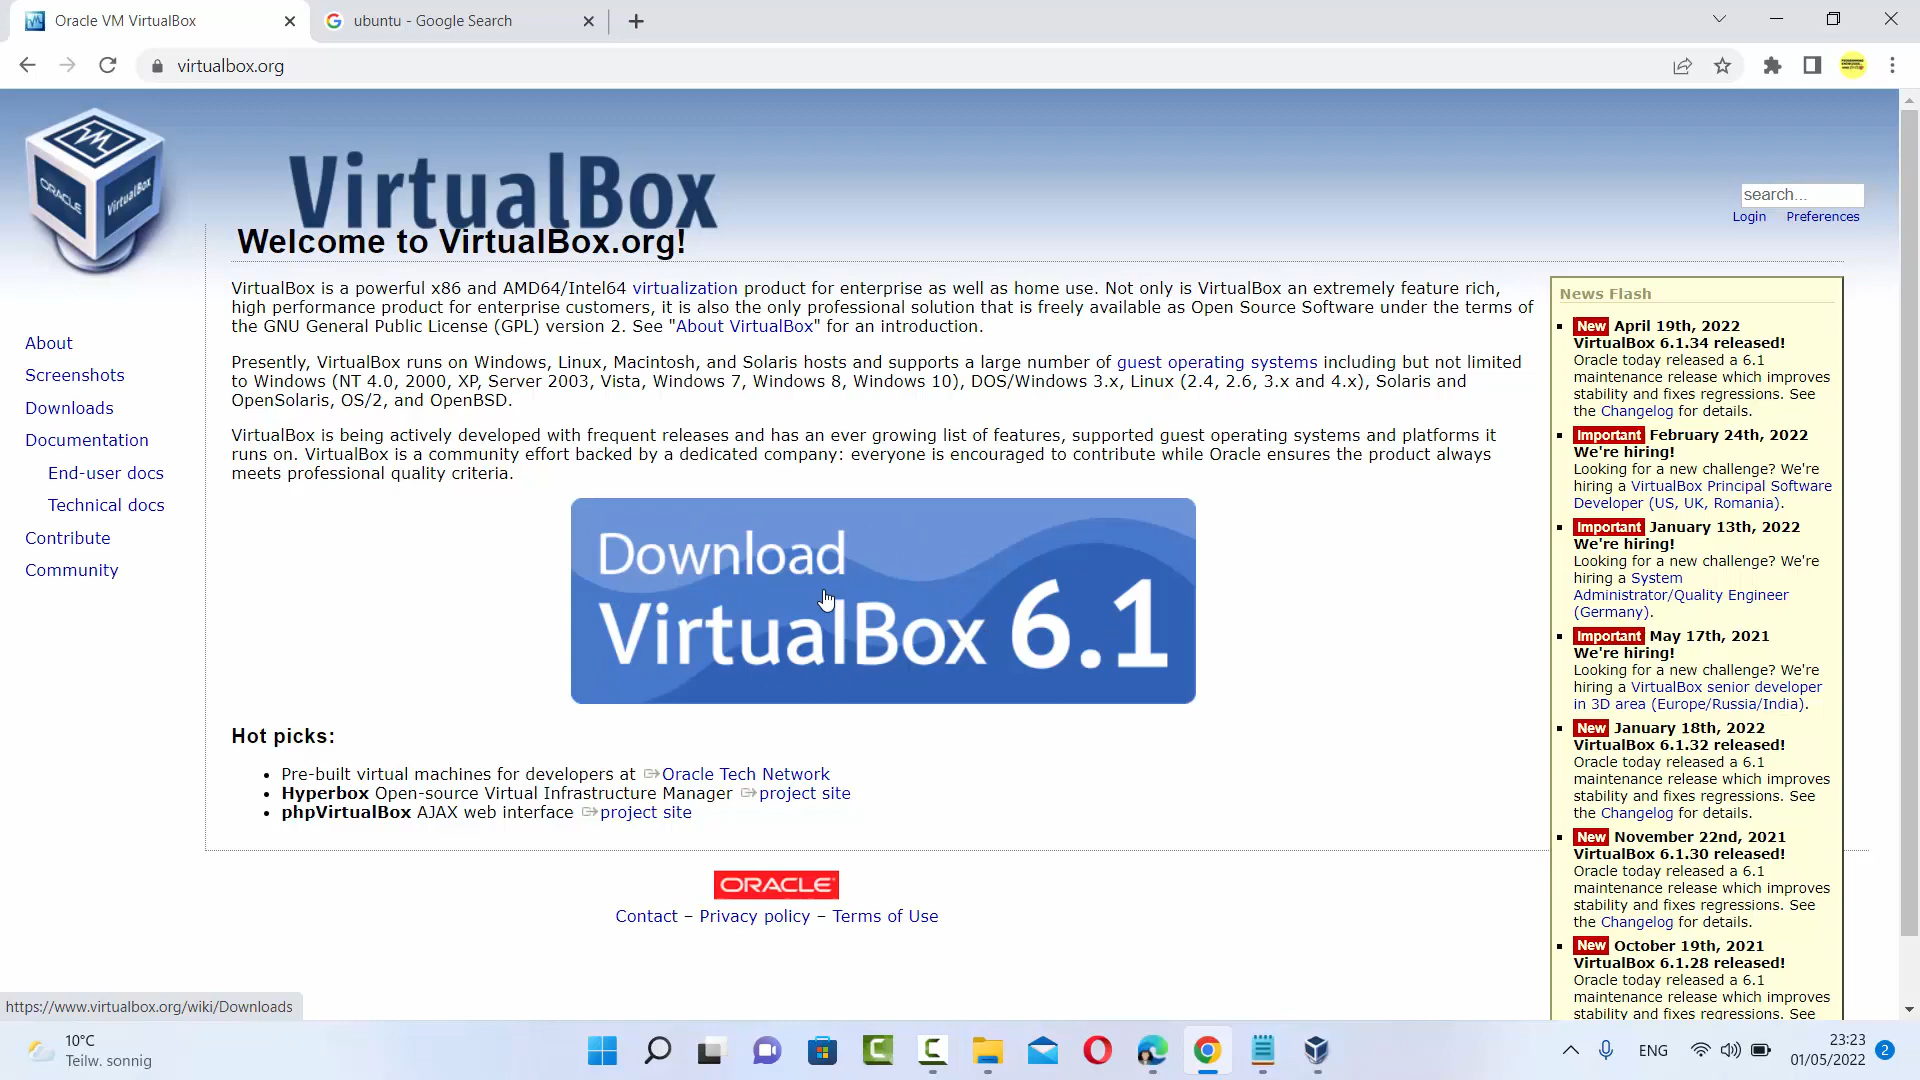 Oracle VM VirtualBox
ubuntu - Google Search
virtualbox.org
ORACLE
VirtualBox
VirtualBox
search...
Login Preferences
Welcome to VirtualBox.org!
VirtualBox is a powerful x86 and AMD64/Intel64 virtualization product for enterprise as well as home use. Not only is VirtualBox an extremely feature rich,
high performance product for enterprise customers, it is also the only professional solution that is freely available as Open Source Software under the terms of
the GNU General Public License (GPL) version 2. See "About VirtualBox" for an introduction.
Presently, VirtualBox runs on Windows, Linux, Macintosh, and Solaris hosts and supports a large number of guest operating systems including but not limited
to Windows (NT 4.0, 2000, XP, Server 2003, Vista, Windows 7, Windows 8, Windows 10), DOS/Windows 3.x, Linux (2.4, 2.6, 3.x and 4.x), Solaris and
OpenSolaris, OS/2, and OpenBSD.
VirtualBox is being actively developed with frequent releases and has an ever growing list of features, supported guest operating systems and platforms it
runs on. VirtualBox is a community effort backed by a dedicated company: everyone is encouraged to contribute while Oracle ensures the product always
meets professional quality criteria.
About
Screenshots
Downloads
Documentation
End-user docs
Technical docs
Contribute
Community
Download
VirtualBox 6.1
Hot picks:
• Pre-built virtual machines for developers at Oracle Tech Network
• Hyperbox Open-source Virtual Infrastructure Manager project site
• phpVirtualBox AJAX web interface project site
ORACLE
Contact – Privacy policy – Terms of Use
News Flash
New April 19th, 2022
VirtualBox 6.1.34 released!
Oracle today released a 6.1
maintenance release which improves
stability and fixes regressions. See
the Changelog for details.
Important February 24th, 2022
We're hiring!
Looking for a new challenge? We're
hiring a VirtualBox Principal Software
Developer (US, UK, Romania).
Important January 13th, 2022
We're hiring!
Looking for a new challenge? We're
hiring a System
Administrator/Quality Engineer
(Germany).
Important May 17th, 2021
We're hiring!
Looking for a new challenge? We're
hiring a VirtualBox senior developer
in 3D area (Europe/Russia/India).
New January 18th, 2022
VirtualBox 6.1.32 released!
Oracle today released a 6.1
maintenance release which improves
stability and fixes regressions. See
the Changelog for details.
New November 22nd, 2021
VirtualBox 6.1.30 released!
Oracle today released a 6.1
maintenance release which improves
stability and fixes regressions. See
the Changelog for details.
New October 19th, 2021
VirtualBox 6.1.28 released!
Oracle today released a 6.1
maintenance release which improves
stability and fixes regressions. See
https://www.virtualbox.org/wiki/Downloads
10°C
Teilw. sonnig
ENG
23:23
01/05/2022
2